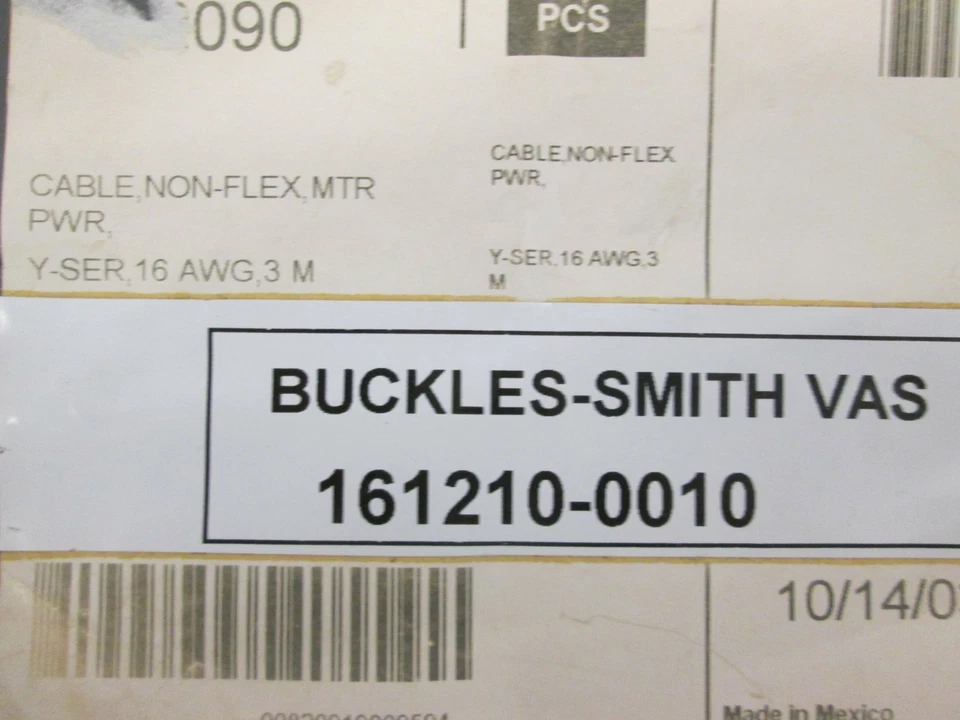 090
PCS
CABLE,NON-FLEX,MTR
PWR,
Y-SER,16 AWG,3 M
CABLE,NON-FLEX
PWR,
Y-SER,16 AWG,3
M
BUCKLES-SMITH VAS
161210-0010
10/14/0
Made in Mexico